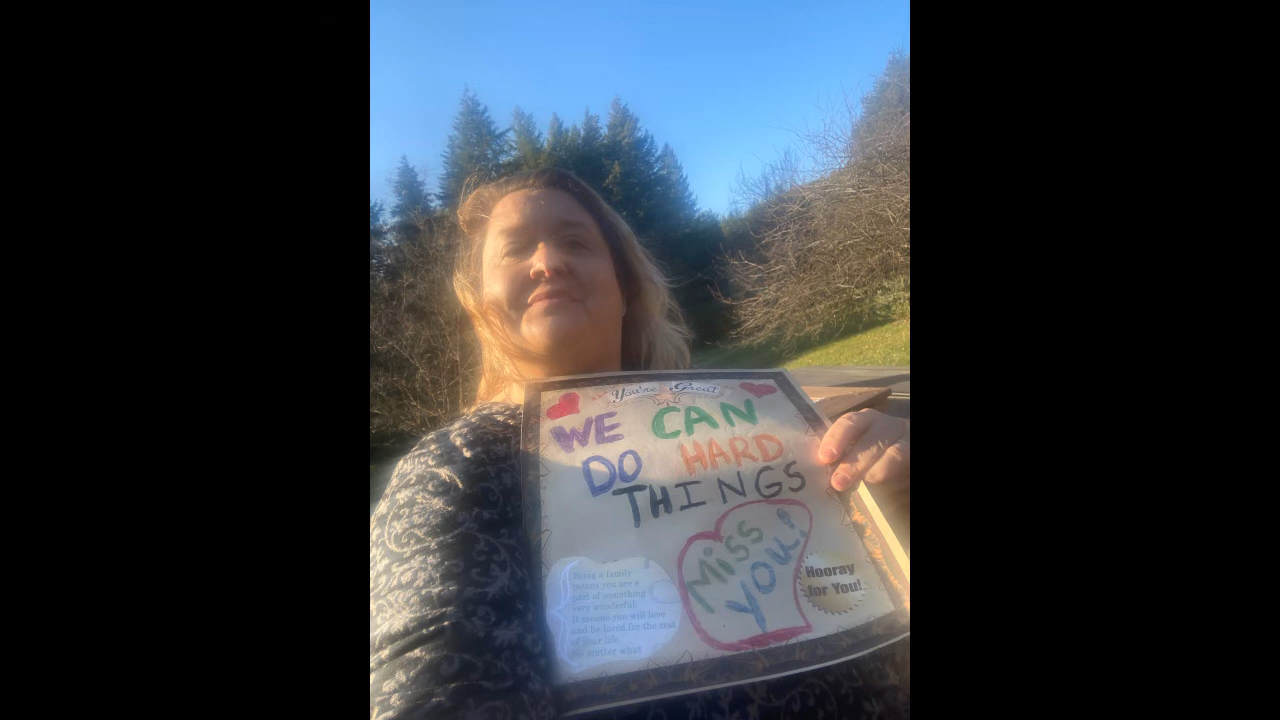 You're Great
WE CAN
DO HARD
THINGS
MISS
YOU!
Being a family
means you are a
part of something
very wonderful.
It means you will love
and be loved for the rest
of your life.
No matter what
Hooray
for You!